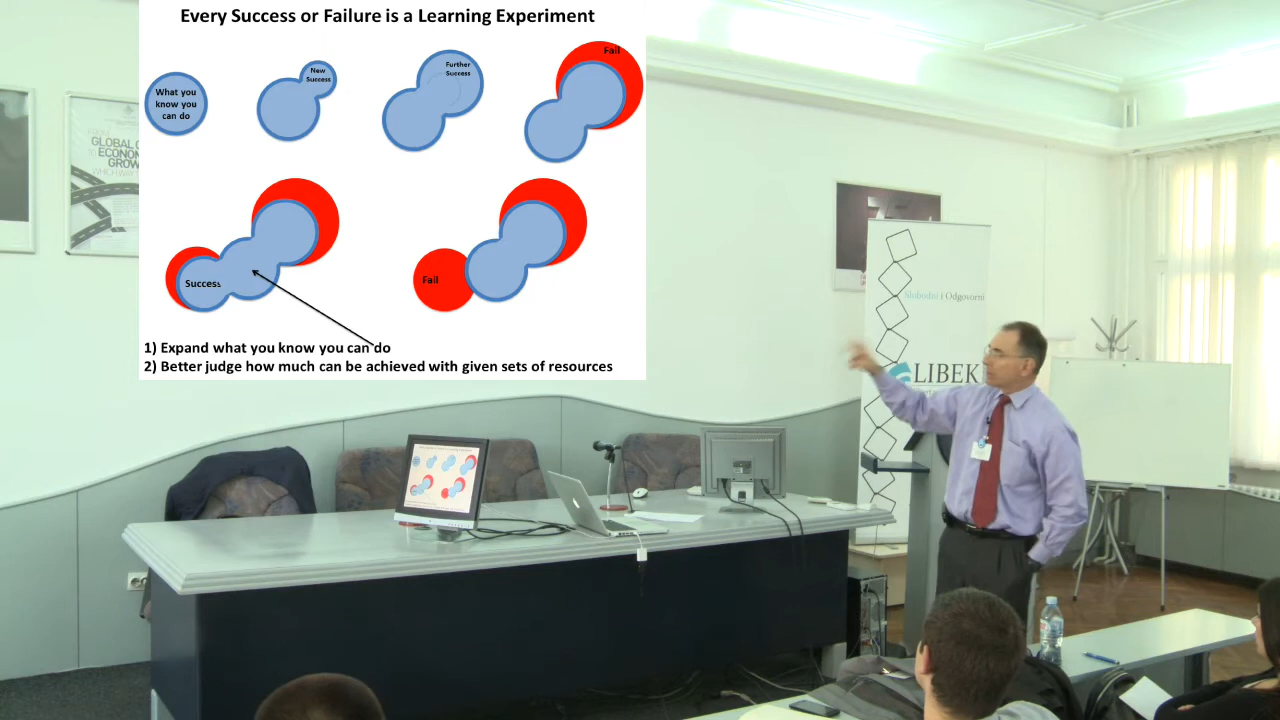 Every Success or Failure is a Learning Experiment
What you
know you
can do
New
Success
Further
Success
Fail
Success
Fail
1) Expand what you know you can do
2) Better judge how much can be achieved with given sets of resources
GLOBAL
ECONO
GROW
Slobodni i Odgovorni
LIBEK